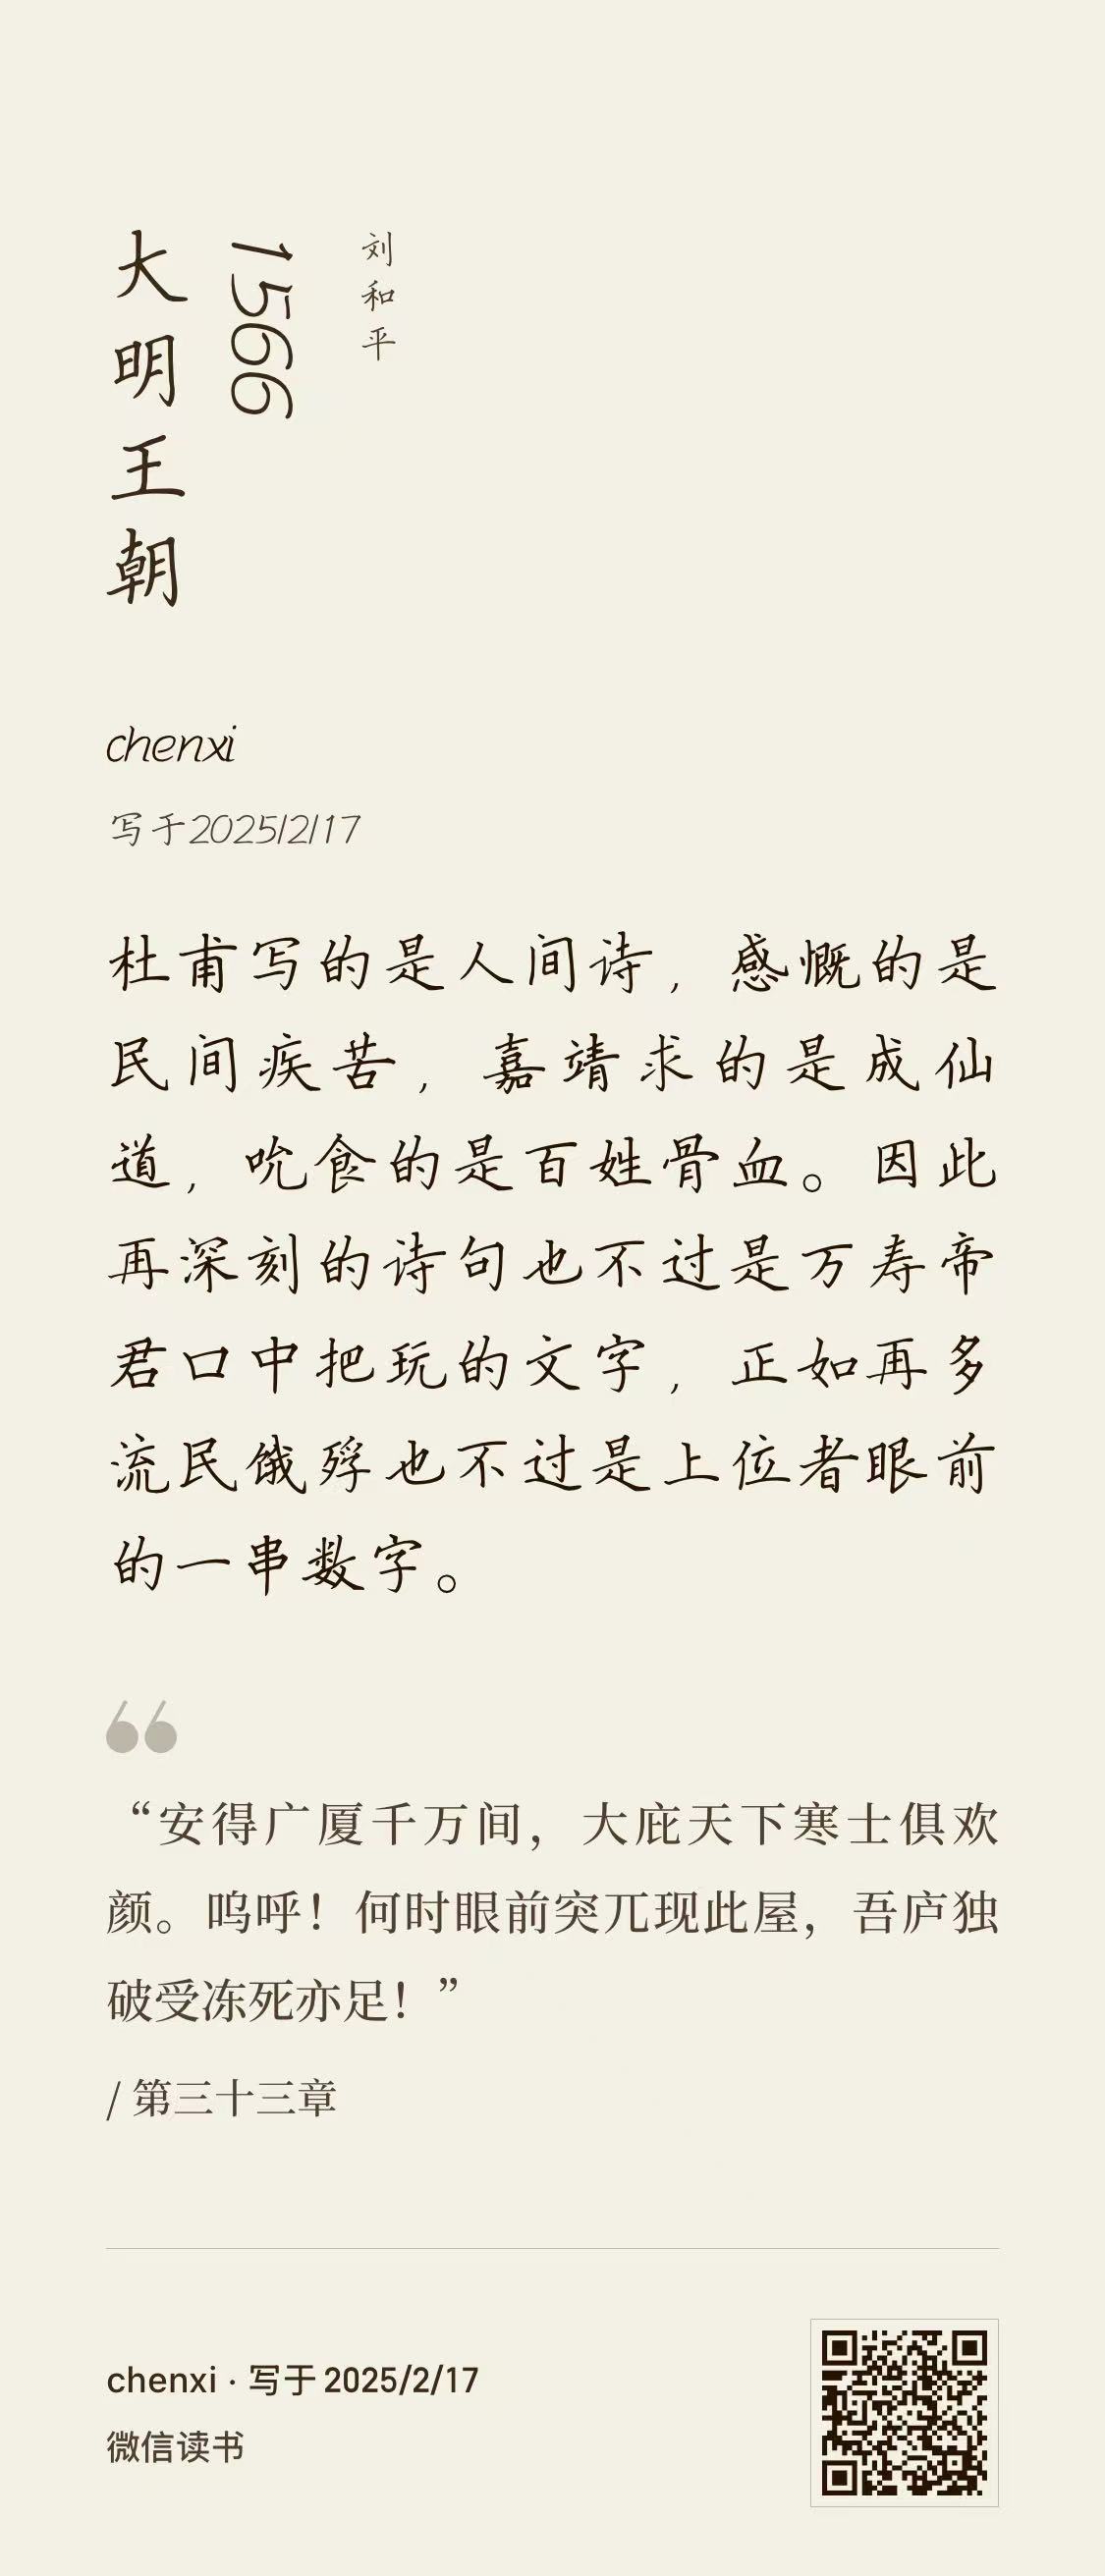 大明王朝
1566
刘和平
chenxi
写于2025/2/17
杜甫写的是人间诗，感慨的是
民间疾苦，嘉靖求的是成仙
道，吮食的是百姓骨血。因此
再深刻的诗句也不过是万寿帝
君口中把玩的文字，正如再多
流民饿殍也不过是上位者眼前
的一串数字。
“安得广厦千万间，大庇天下寒士俱欢
颜。呜呼！何时眼前突兀现此屋，吾庐独
破受冻死亦足！”
/ 第三十三章
chenxi · 写于 2025/2/17
微信读书